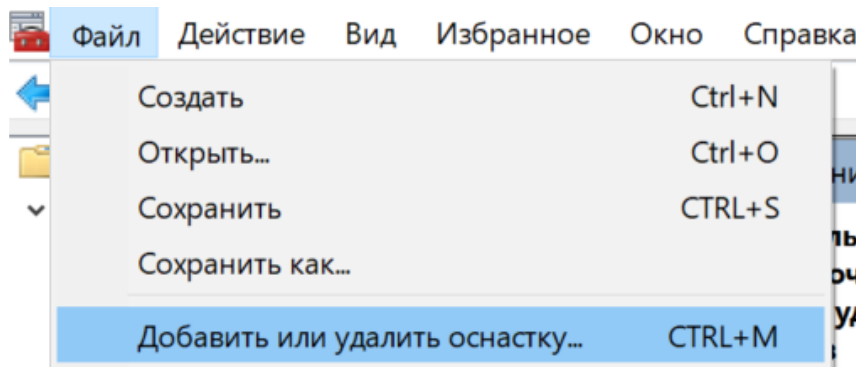 Файл Действие Вид Избранное Окно Справка
Создать Ctrl+N
Открыть... Ctrl+O
Сохранить CTRL+S
Сохранить как...
Добавить или удалить оснастку... CTRL+M